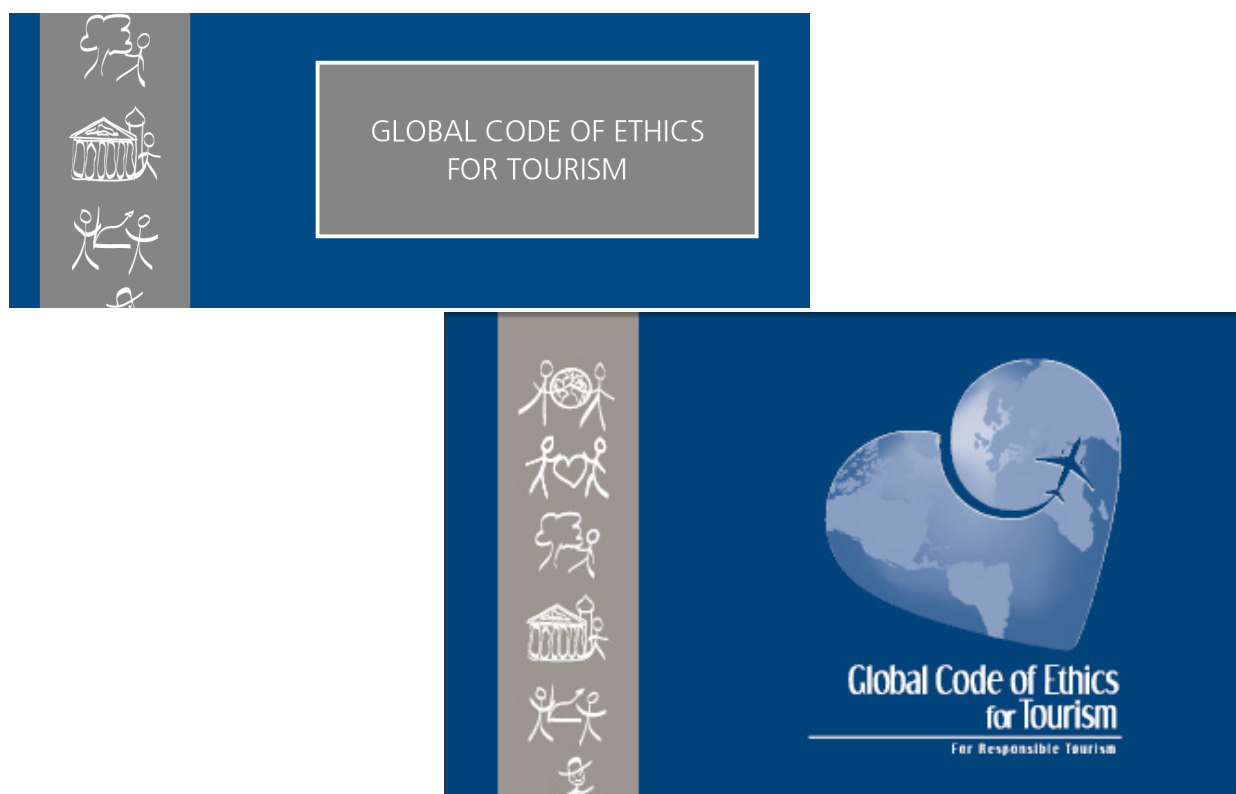 GLOBAL CODE OF ETHICS
FOR TOURISM
Global Code of Ethics
for Tourism
For Responsible Tourism